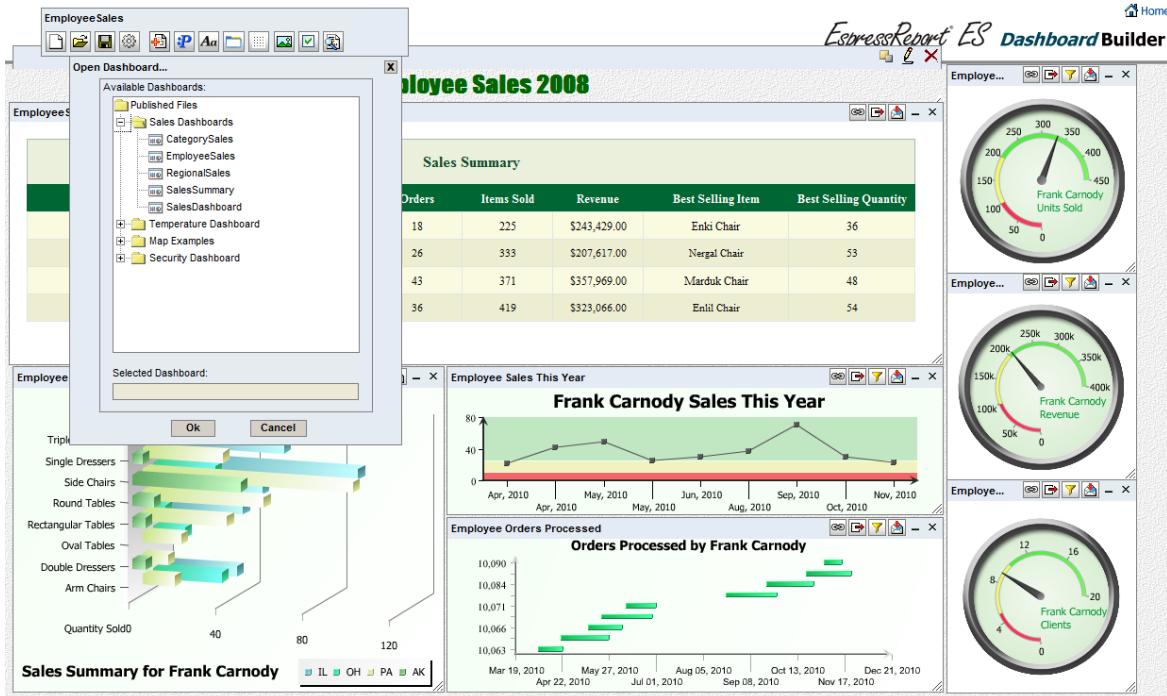 Home
EmployeeSales
EspressReport ES Dashboard Builder
Aa
Open Dashboard...
X
Available Dashboards:
Published Files
Sales Dashboards
CategorySales
EmployeeSales
RegionalSales
SalesSummary
SalesDashboard
Temperature Dashboard
Map Examples
Security Dashboard
Selected Dashboard:
Ok
Cancel
ployee Sales 2008
EmployeeS
Sales Summary
Orders Items Sold Revenue Best Selling Item Best Selling Quantity
18 225 $243,429.00 Enki Chair 36
26 333 $207,617.00 Nergal Chair 53
43 371 $357,969.00 Marduk Chair 48
36 419 $323,066.00 Enlil Chair 54
Employe...
0
50
100
150
200
250
300
350
400
450
Frank Carnody
Units Sold
Employe...
0
50k
100k
150k
200k
250k
300k
350k
400k
Frank Carnody
Revenue
Employe...
0
4
8
12
16
20
Frank Carnody
Clients
Employee
Triple
Single Dressers
Side Chairs
Round Tables
Rectangular Tables
Oval Tables
Double Dressers
Arm Chairs
Quantity Sold
0
40
80
120
Sales Summary for Frank Carnody
IL OH PA AK
Employee Sales This Year
Frank Carnody Sales This Year
80
40
0
Apr, 2010 May, 2010 Jun, 2010 Sep, 2010 Nov, 2010
Apr, 2010 May, 2010 Aug, 2010 Oct, 2010
Employee Orders Processed
Orders Processed by Frank Carnody
10,090
10,084
10,071
10,066
10,063
Mar 19, 2010 May 27, 2010 Aug 05, 2010 Oct 13, 2010 Dec 21, 2010
Apr 22, 2010 Jul 01, 2010 Sep 08, 2010 Nov 17, 2010